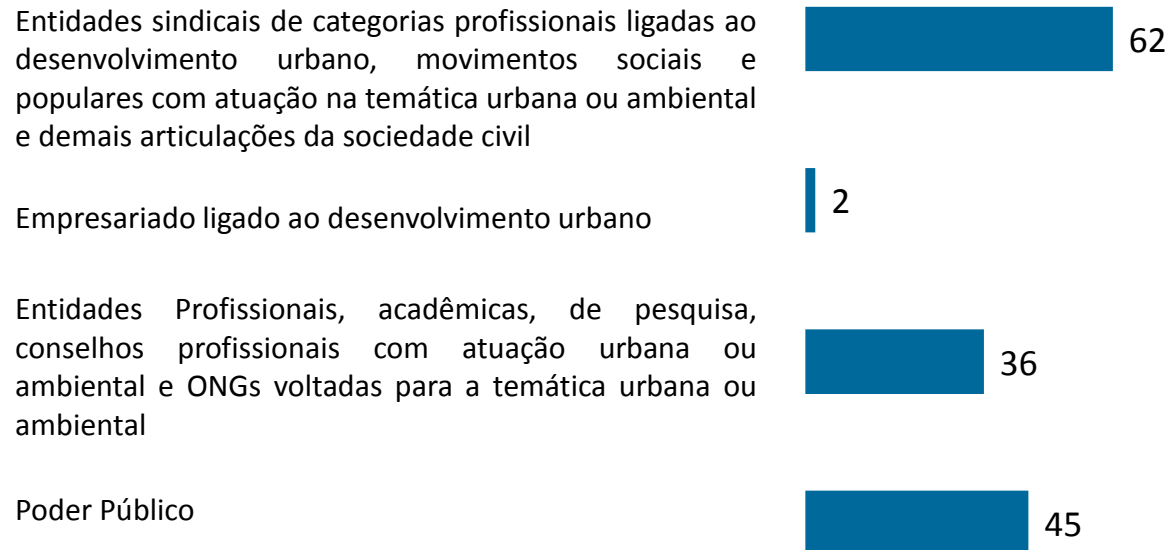 Entidades sindicais de categorias profissionais ligadas ao
desenvolvimento urbano, movimentos sociais e
populares com atuação na temática urbana ou ambiental
e demais articulações da sociedade civil
62
Empresariado ligado ao desenvolvimento urbano
2
Entidades Profissionais, acadêmicas, de pesquisa,
conselhos profissionais com atuação urbana ou
ambiental e ONGs voltadas para a temática urbana ou
ambiental
36
Poder Público
45